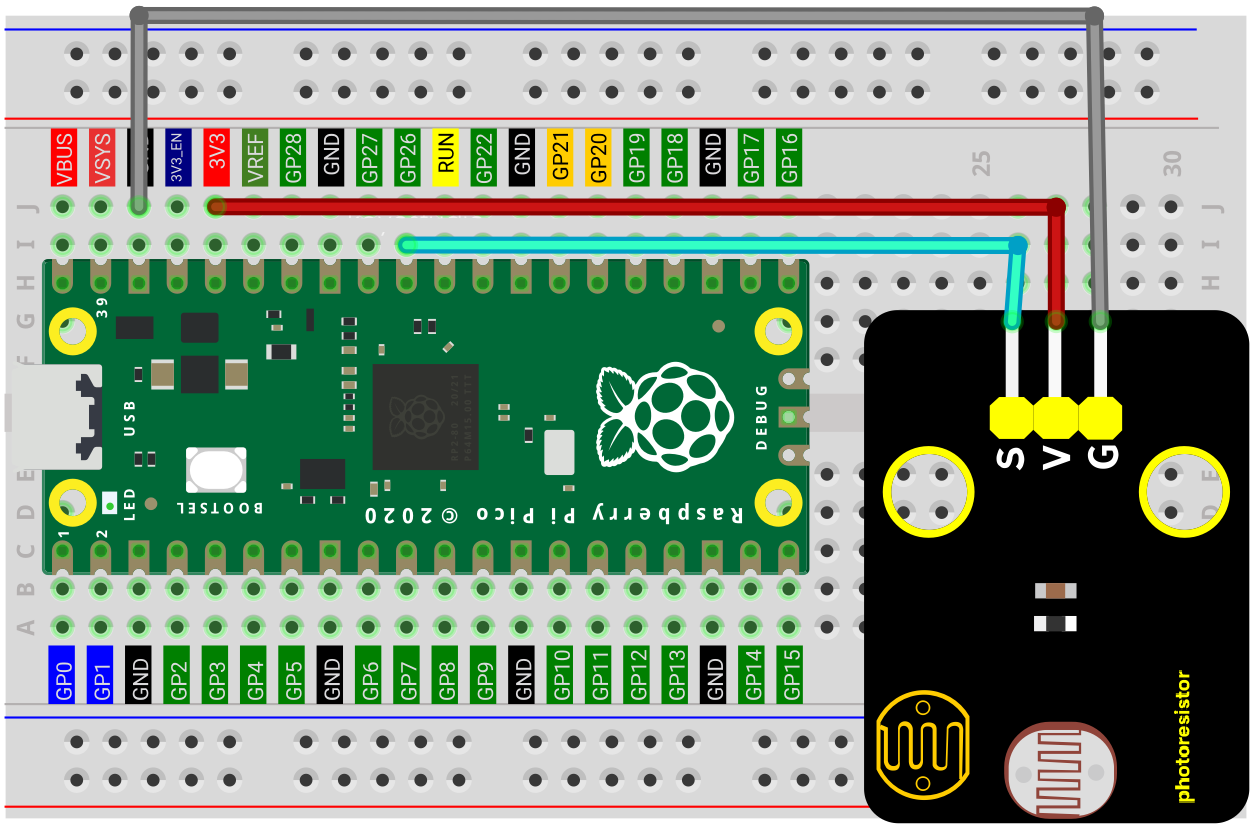 VBUS
VSYS
3V3_EN
3V3
VREF
GP28
GND
GP27
GP26
RUN
GP22
GND
GP21
GP20
GP19
GP18
GND
GP17
GP16
25
30
J
J
I
I
H
H
G
F
39
USB
DEBUG
S
V
G
E
E
LED
BOOTSEL
D
D
1
2
Raspberry Pi Pico © 2020
C
B
A
GP0
GP1
GND
GP2
GP3
GP4
GP5
GND
GP6
GP7
GP8
GP9
GND
GP10
GP11
GP12
GP13
GND
GP14
GP15
photoresistor